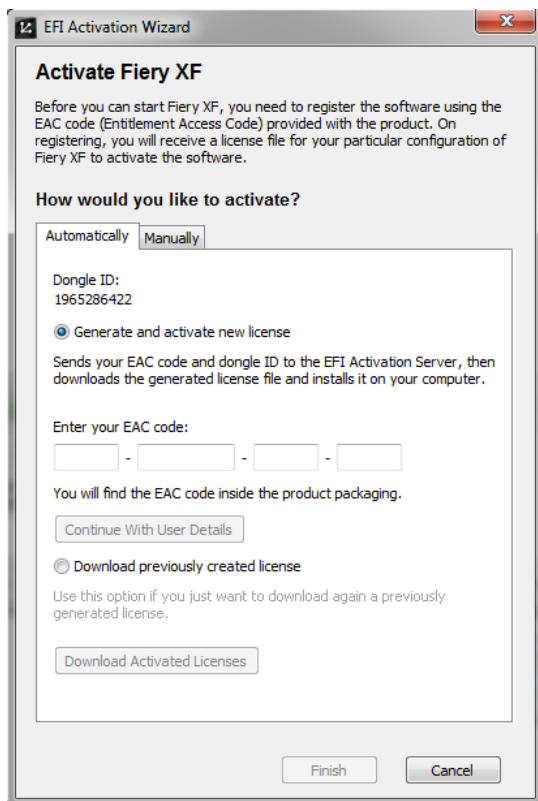 EFI Activation Wizard
Activate Fiery XF
Before you can start Fiery XF, you need to register the software using the
EAC code (Entitlement Access Code) provided with the product. On
registering, you will receive a license file for your particular configuration of
Fiery XF to activate the software.
How would you like to activate?
Automatically Manually
Dongle ID:
1965286422
Generate and activate new license
Sends your EAC code and dongle ID to the EFI Activation Server, then
downloads the generated license file and installs it on your computer.
Enter your EAC code:
- - -
You will find the EAC code inside the product packaging.
Continue With User Details
Download previously created license
Use this option if you just want to download again a previously
generated license.
Download Activated Licenses
Finish Cancel